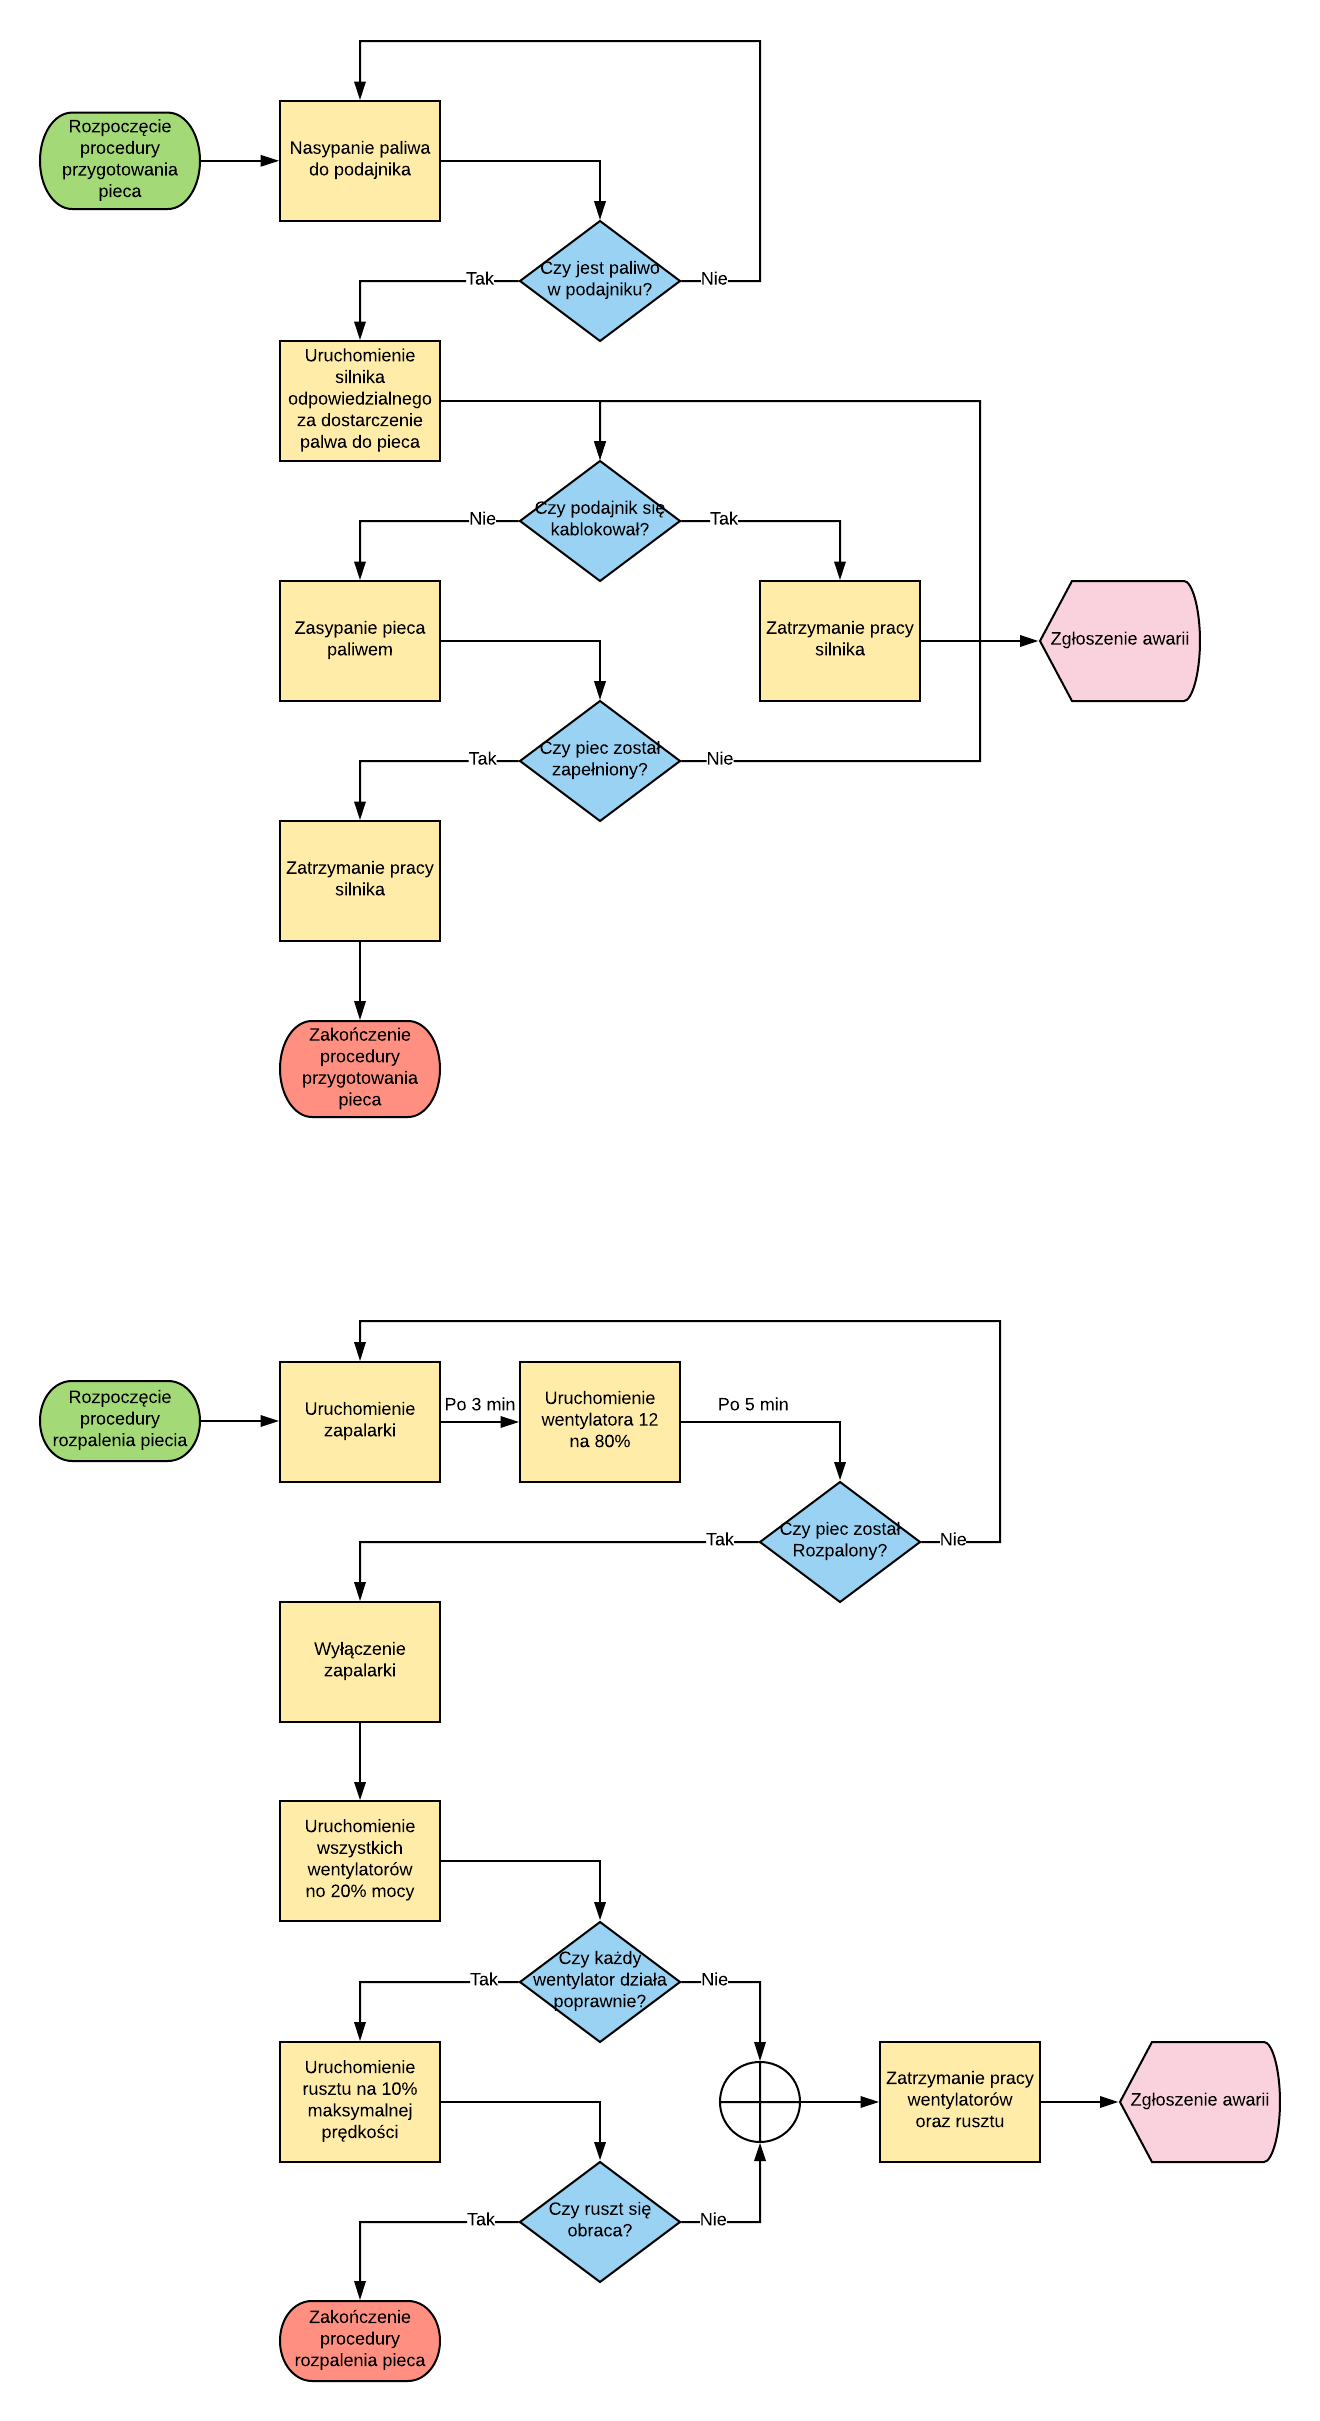 Rozpoczęcie
procedury
przygotowania
pieca
Nasypanie paliwa
do podajnika
Czy jest paliwo
w podajniku?
Tak
Nie
Uruchomienie
silnika
odpowiedzialnego
za dostarczenie
palwa do pieca
Czy podajnik się
kablokował?
Nie
Tak
Zasypanie pieca
paliwem
Zatrzymanie pracy
silnika
Zgłoszenie awarii
Czy piec został
zapełniony?
Tak
Nie
Zatrzymanie pracy
silnika
Zakończenie
procedury
przygotowania
pieca
Rozpoczęcie
procedury
rozpalenia piecia
Uruchomienie
zapalarki
Po 3 min
Uruchomienie
wentylatora 12
na 80%
Po 5 min
Czy piec został
Rozpalony?
Tak
Nie
Wyłączenie
zapalarki
Uruchomienie
wszystkich
wentylatorów
no 20% mocy
Czy każdy
wentylator działa
poprawnie?
Tak
Nie
Uruchomienie
rusztu na 10%
maksymalnej
prędkości
Zatrzymanie pracy
wentylatorów
oraz rusztu
Zgłoszenie awarii
Czy ruszt się
obraca?
Tak
Nie
Zakończenie
procedury
rozpalenia pieca